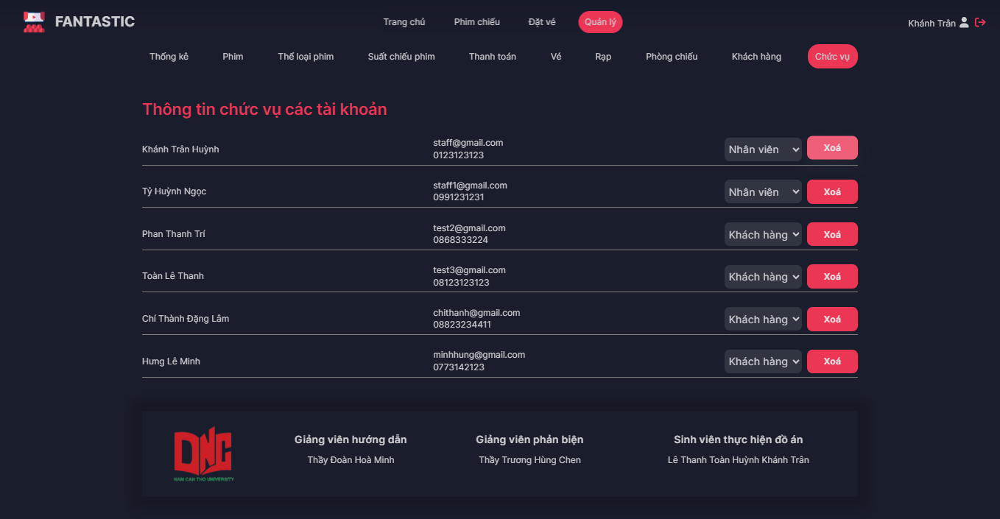 FANTASTIC
Trang chủ Phim chiếu Đặt vé Quản lý
Khánh Trân
Thống kê Phim Thể loại phim Suất chiếu phim Thanh toán Vé Rạp Phòng chiếu Khách hàng Chức vụ
Thông tin chức vụ các tài khoản
Khánh Trân Huỳnh
staff@gmail.com
0123123123
Nhân viên
Xoá
Tỷ Huỳnh Ngọc
staff1@gmail.com
0991231231
Nhân viên
Xoá
Phan Thanh Trí
test2@gmail.com
0868333224
Khách hàng
Xoá
Toàn Lê Thanh
test3@gmail.com
08123123123
Khách hàng
Xoá
Chí Thành Đặng Lâm
chithanh@gmail.com
08823234411
Khách hàng
Xoá
Hưng Lê Minh
minhhung@gmail.com
0773142123
Khách hàng
Xoá
DNC
NAM CAN THO UNIVERSITY
Giảng viên hướng dẫn
Thầy Đoàn Hoà Minh
Giảng viên phản biện
Thầy Trương Hùng Chen
Sinh viên thực hiện đồ án
Lê Thanh Toàn Huỳnh Khánh Trân